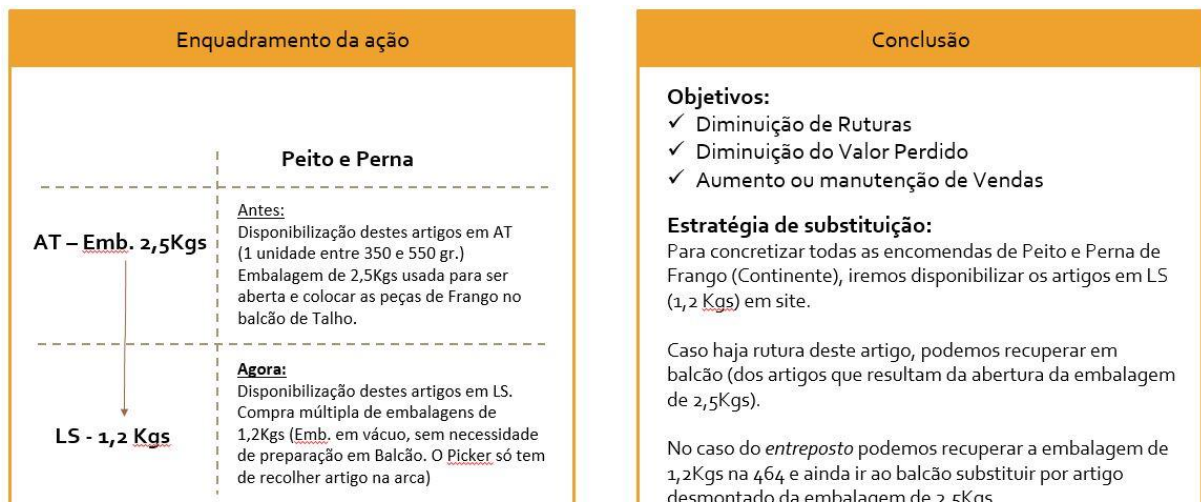 Enquadramento da ação
Peito e Perna
AT – Emb. 2,5Kgs
Antes:
Disponibilização destes artigos em AT
(1 unidade entre 350 e 550 gr.)
Embalagem de 2,5Kgs usada para ser
aberta e colocar as peças de Frango no
balcão de Talho.
LS - 1,2 Kgs
Agora:
Disponibilização destes artigos em LS.
Compra múltipla de embalagens de
1,2Kgs (Emb. em vácuo, sem necessidade
de preparação em Balcão. O Picker só tem
de recolher artigo na arca)
Conclusão
Objetivos:
✓ Diminuição de Ruturas
✓ Diminuição do Valor Perdido
✓ Aumento ou manutenção de Vendas
Estratégia de substituição:
Para concretizar todas as encomendas de Peito e Perna de
Frango (Continente), iremos disponibilizar os artigos em LS
(1,2 Kgs) em site.
Caso haja rutura deste artigo, podemos recuperar em
balcão (dos artigos que resultam da abertura da embalagem
de 2,5Kgs).
No caso do entreposto podemos recuperar a embalagem de
1,2Kgs na 464 e ainda ir ao balcão substituir por artigo
desmontado da embalagem de 2,5Kgs